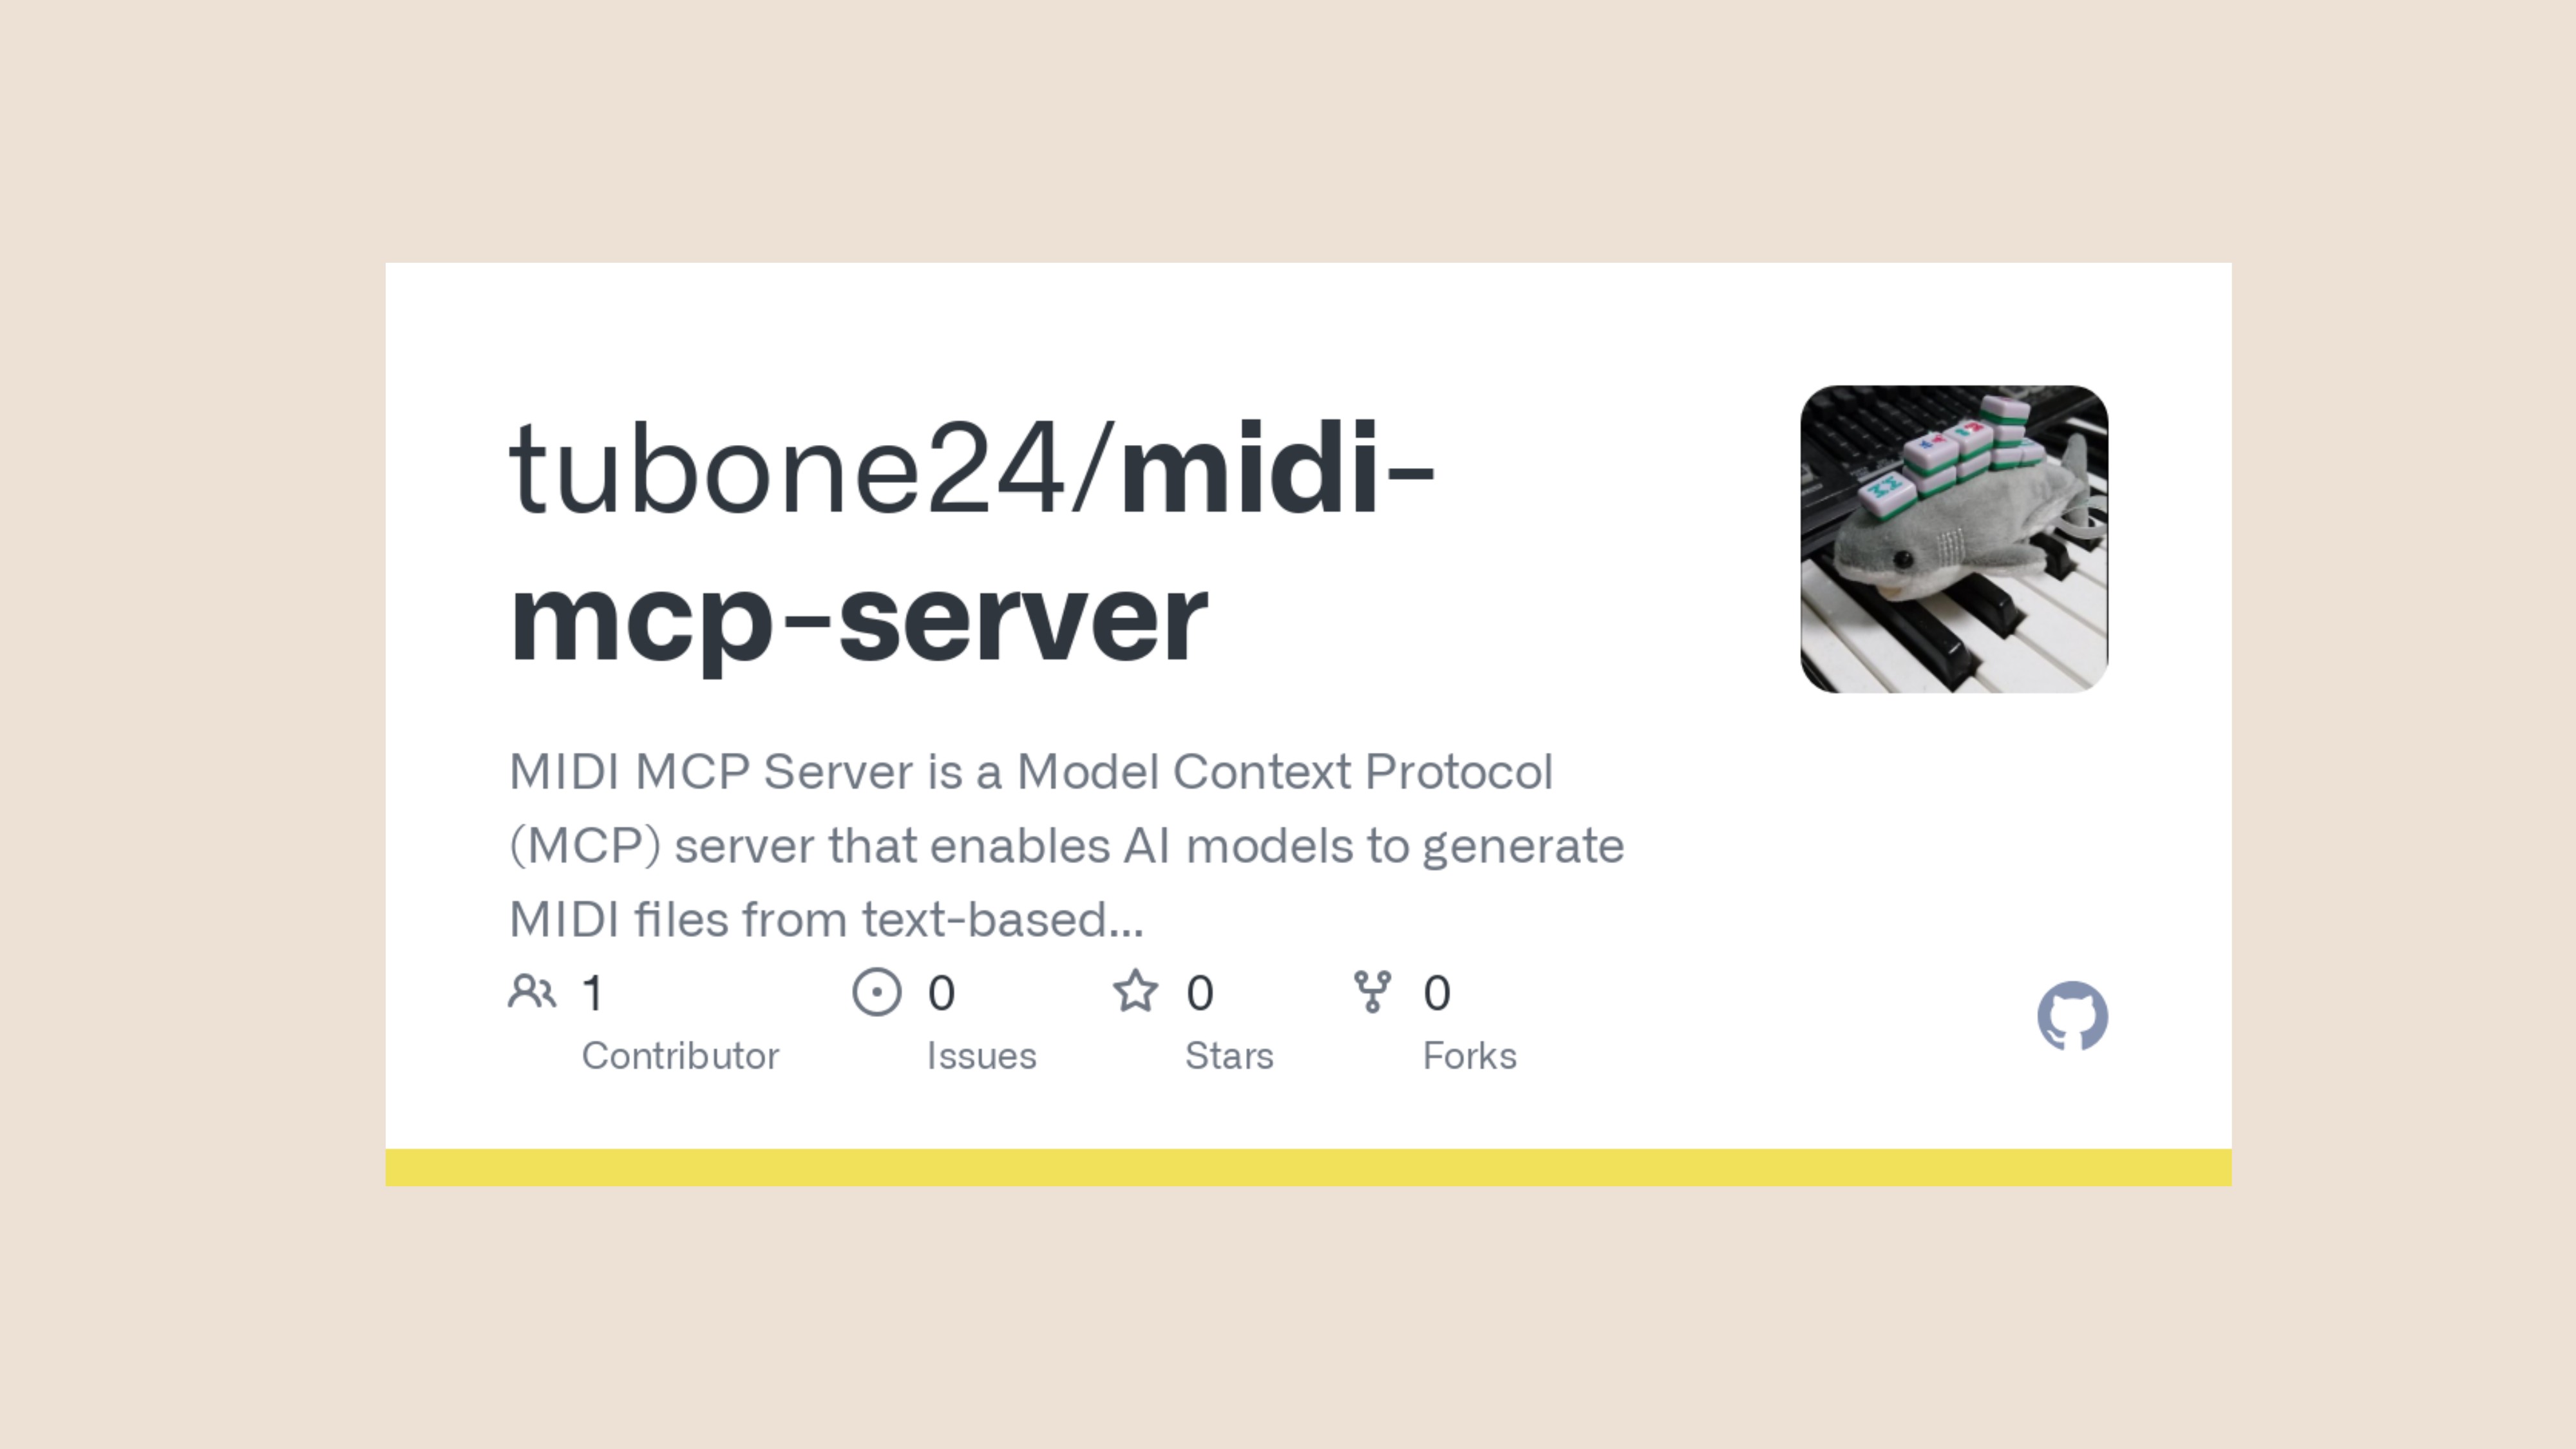 tubone24/midi-
mcp-server
MIDI MCP Server is a Model Context Protocol
(MCP) server that enables AI models to generate
MIDI files from text-based...
1
Contributor
0
Issues
0
Stars
0
Forks